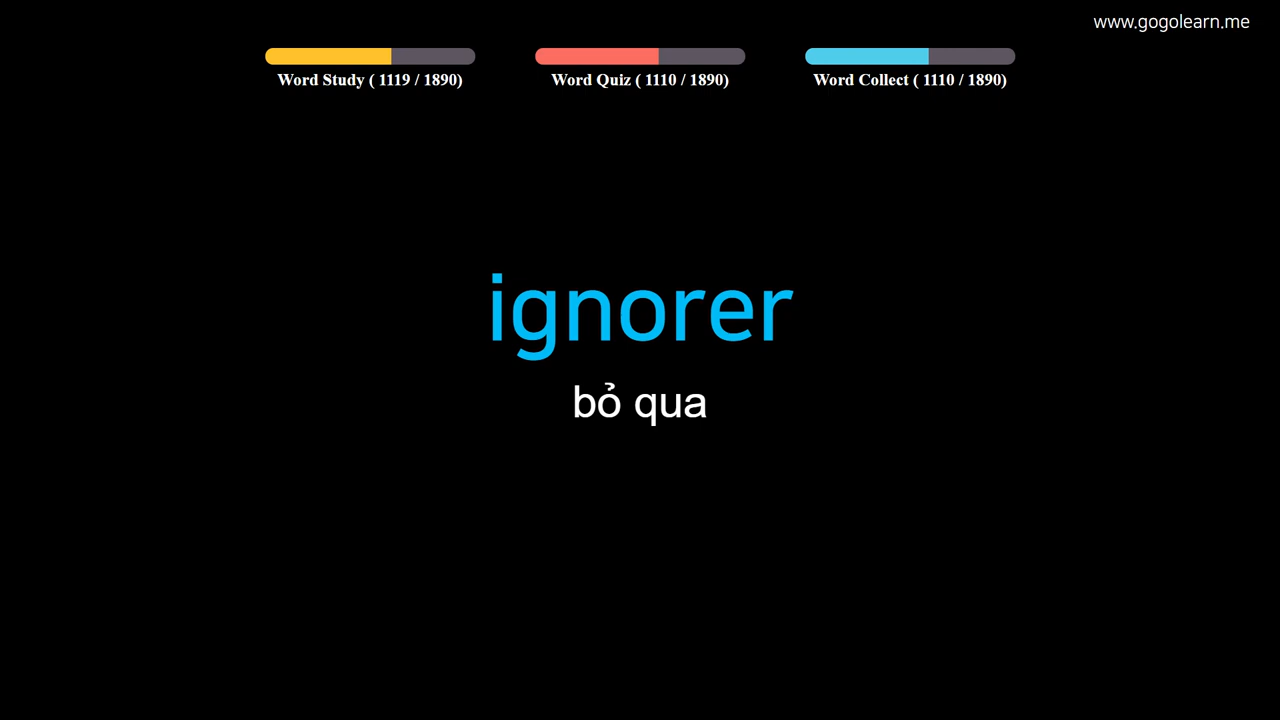 www.gogolearn.me
Word Study ( 1119 / 1890)
Word Quiz ( 1110 / 1890)
Word Collect ( 1110 / 1890)
ignorer
bỏ qua